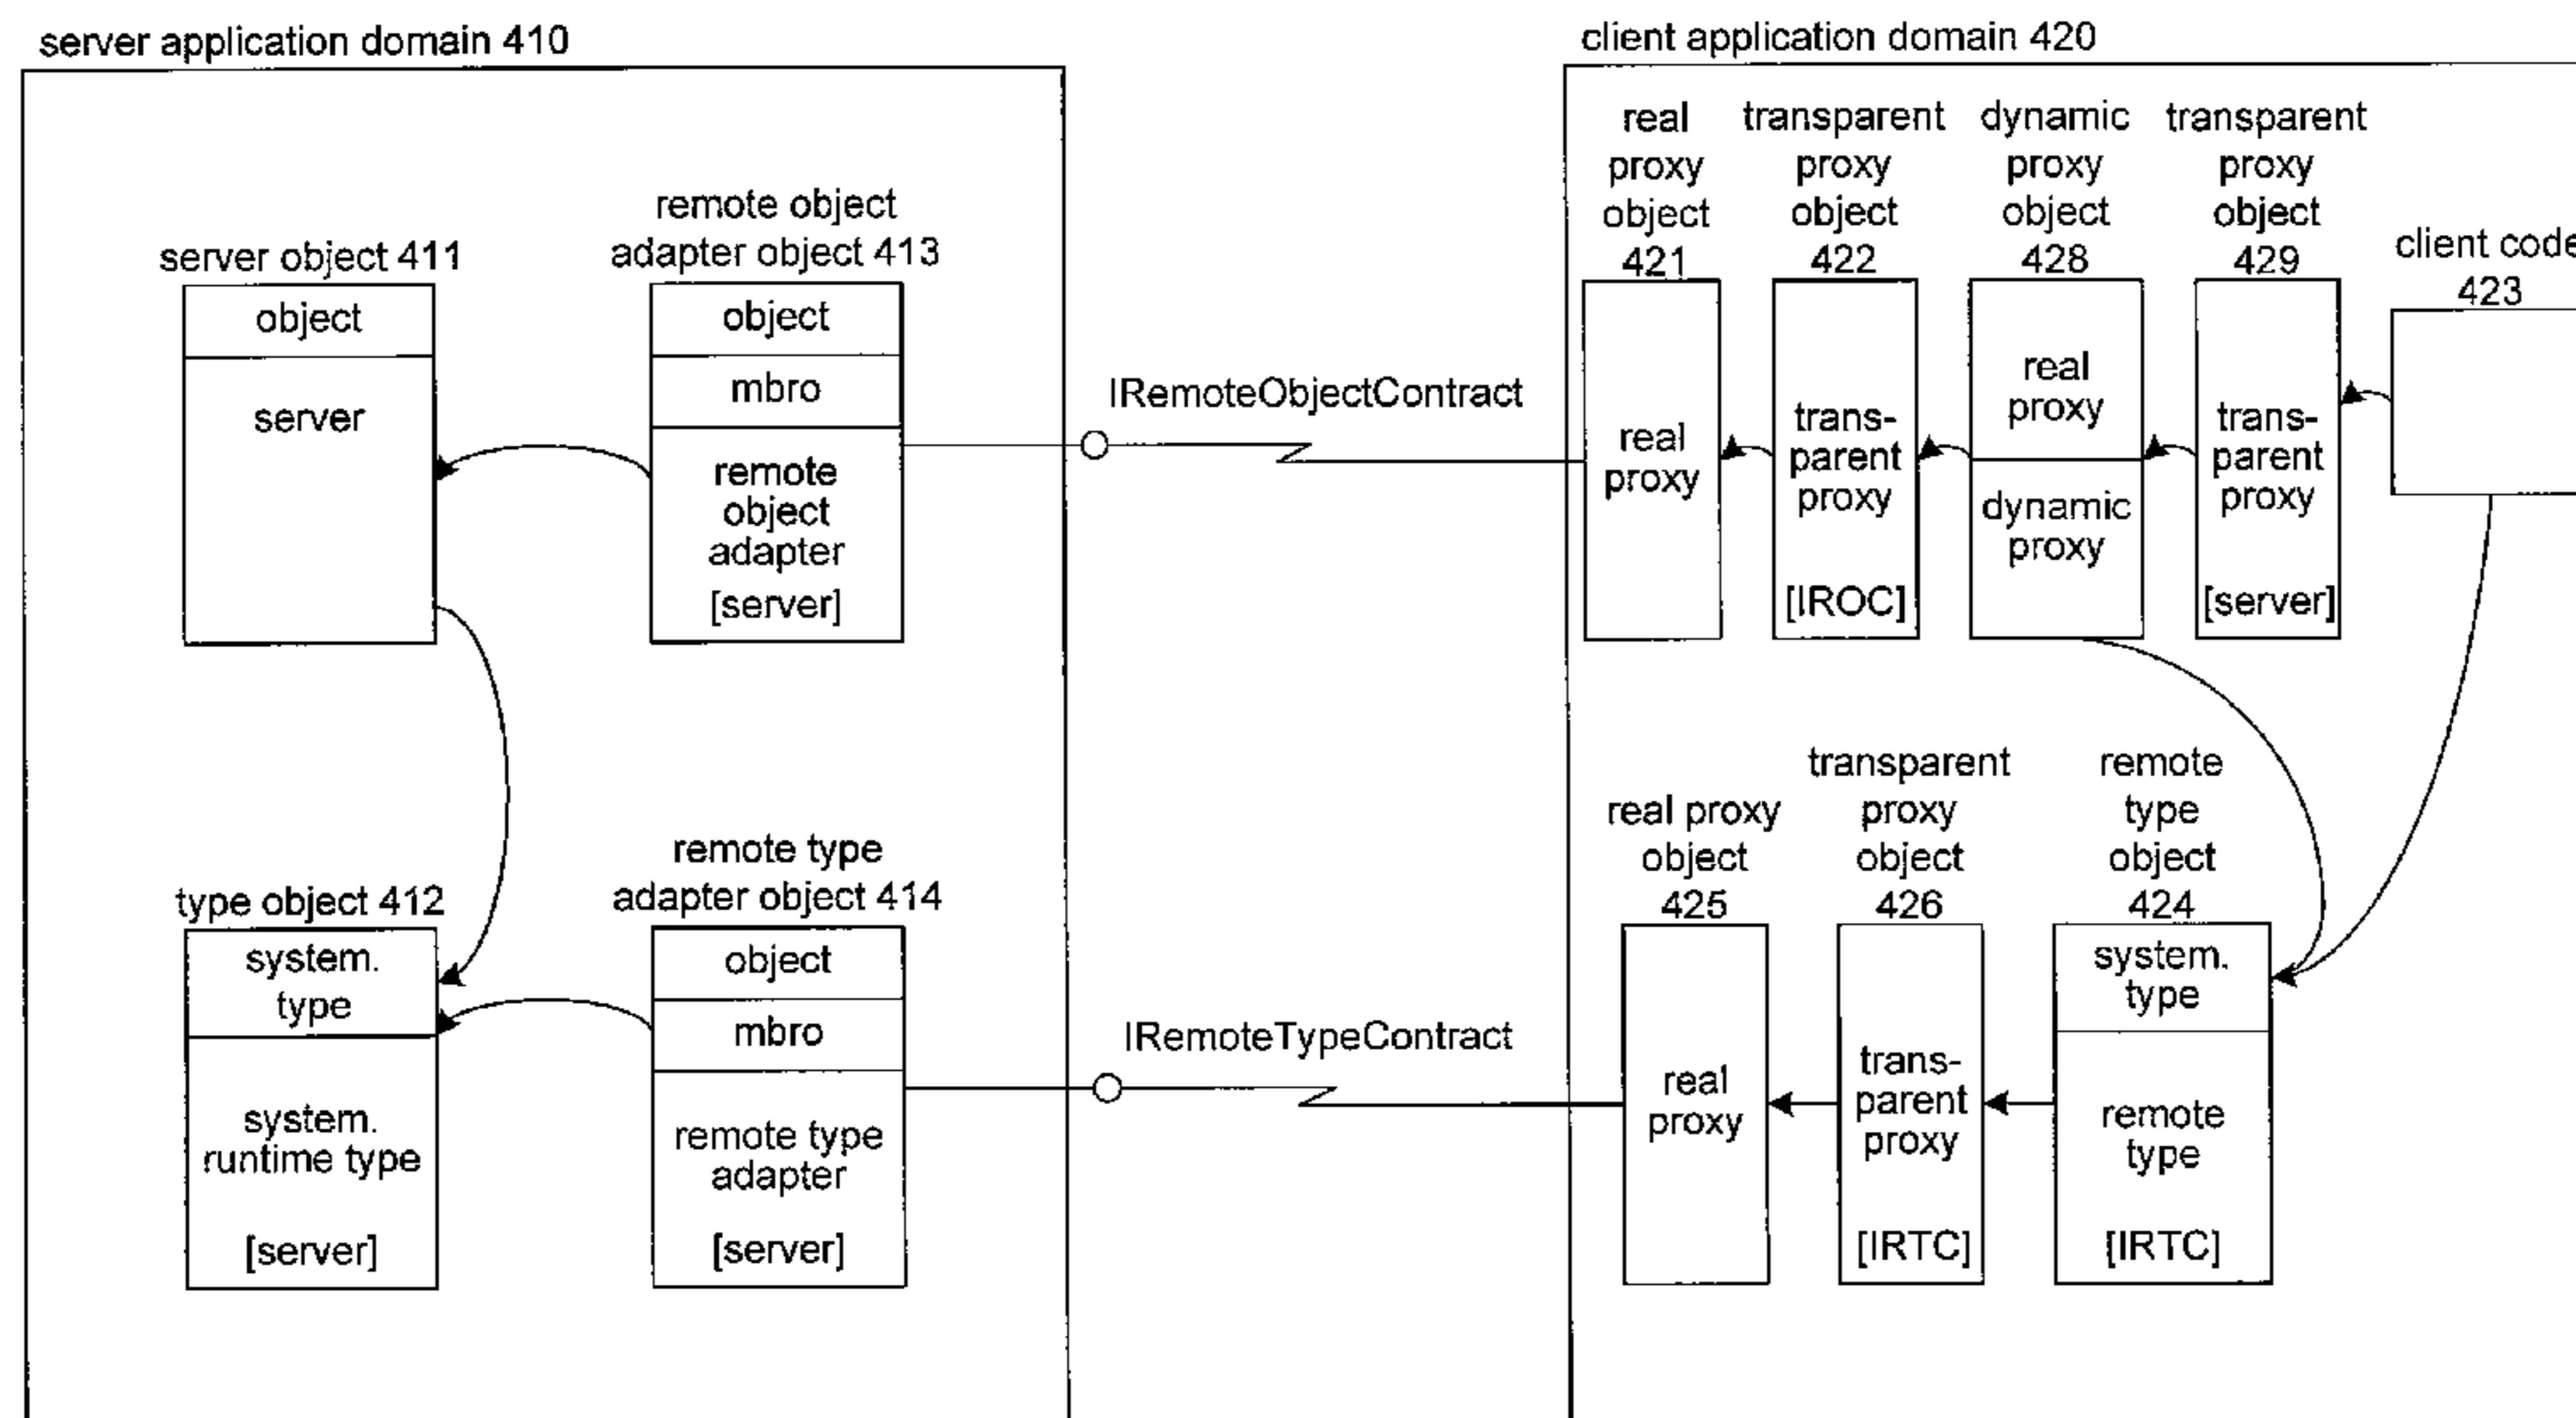 server application domain 410
client application domain 420
server object 411
object
server
remote object
adapter object 413
object
mbro
remote
object
adapter
[server]
IRemoteObjectContract
real
proxy
object
421
real
proxy
transparent
proxy
object
422
trans-
parent
proxy
[IROC]
dynamic
proxy
object
428
real
proxy
dynamic
proxy
transparent
proxy
object
429
trans-
parent
proxy
[server]
client code
423
type object 412
system.
type
system.
runtime type
[server]
remote type
adapter object 414
object
mbro
remote type
adapter
[server]
IRemoteTypeContract
real proxy
object
425
real
proxy
transparent
proxy
object
426
trans-
parent
proxy
[IRTC]
remote
type
object
424
system.
type
remote
type
[IRTC]